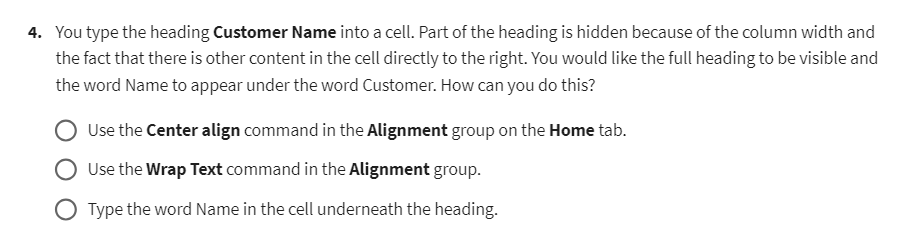 4. You type the heading Customer Name into a cell. Part of the heading is hidden because of the column width and
the fact that there is other content in the cell directly to the right. You would like the full heading to be visible and
the word Name to appear under the word Customer. How can you do this?
Use the Center align command in the Alignment group on the Home tab.
Use the Wrap Text command in the Alignment group.
Type the word Name in the cell underneath the heading.